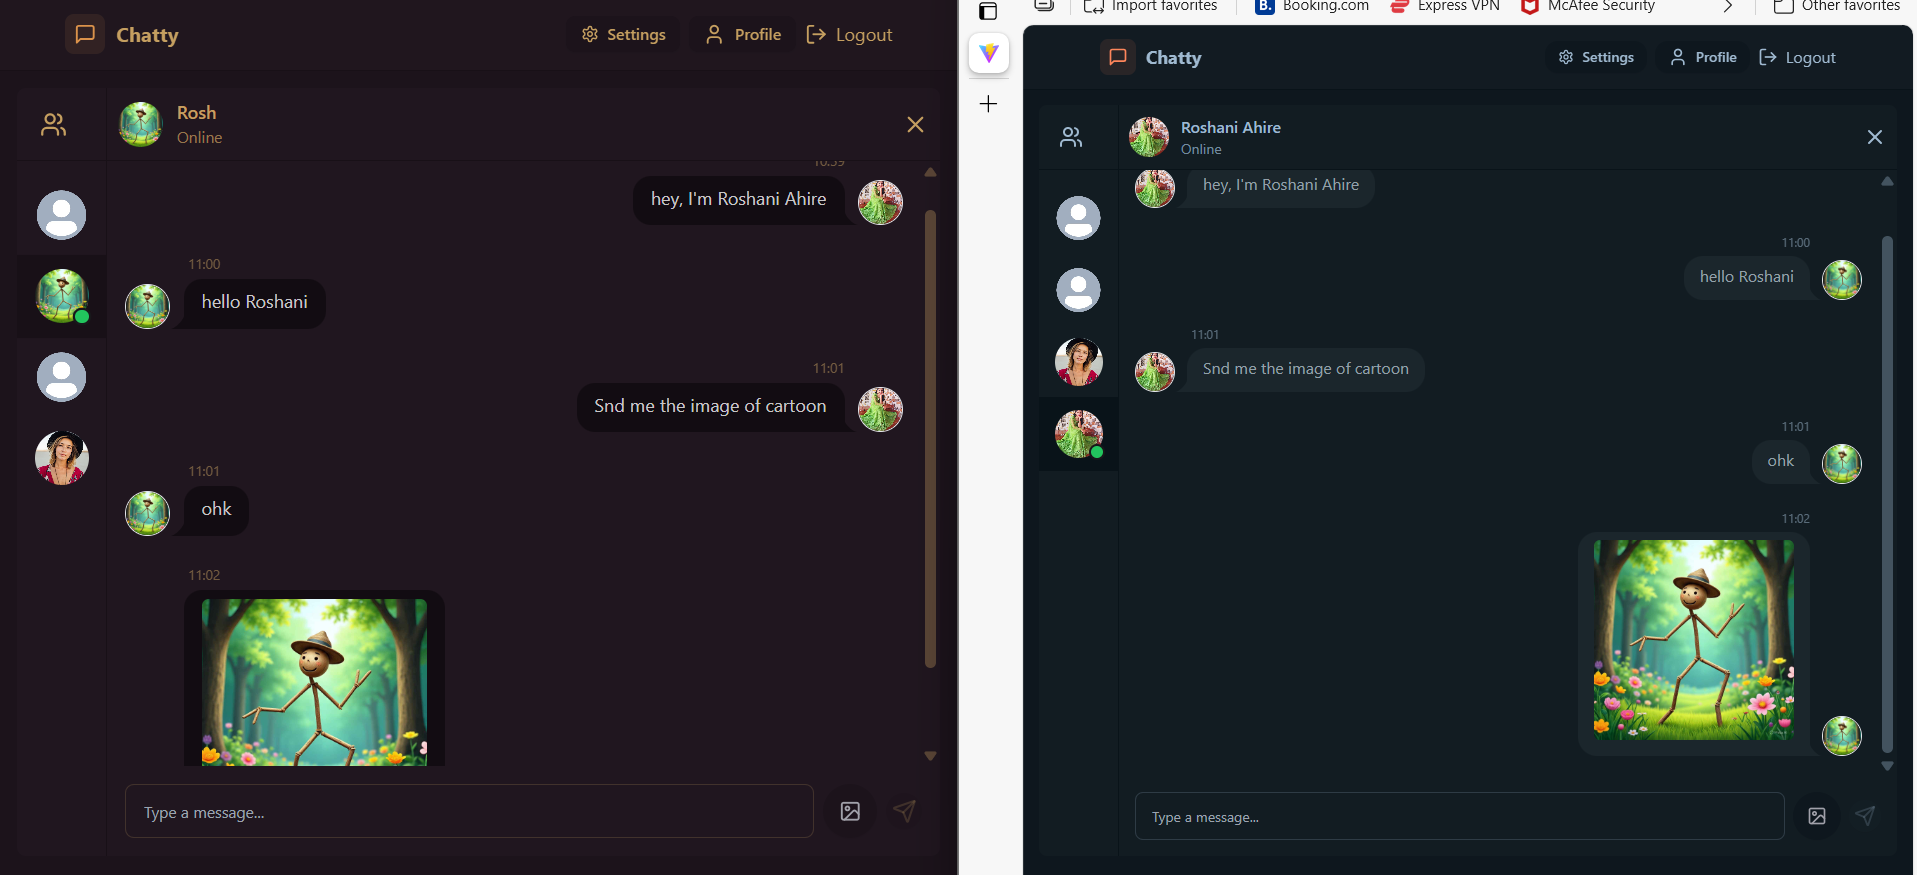 Chatty
Settings
Profile
Logout
Rosh
Online
10:59
hey, I'm Roshani Ahire
11:00
hello Roshani
11:01
Snd me the image of cartoon
11:01
ohk
11:02
Type a message...
Import favorites
B. Booking.com
Express VPN
McAfee Security
Other favorites
Chatty
Settings
Profile
Logout
Roshani Ahire
Online
hey, I'm Roshani Ahire
11:00
hello Roshani
11:01
Snd me the image of cartoon
11:01
ohk
11:02
Type a message...